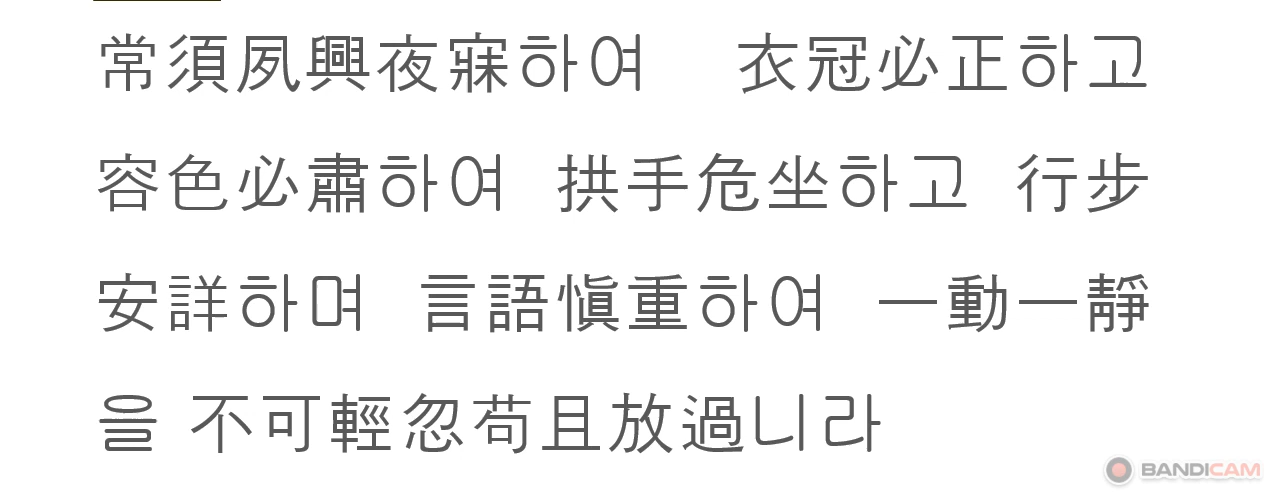 常須夙興夜寐하여 衣冠必正하고
容色必肅하여 拱手危坐하고 行步
安詳하며 言語愼重하여 一動一靜
을 不可輕忽苟且放過니라
BANDICAM